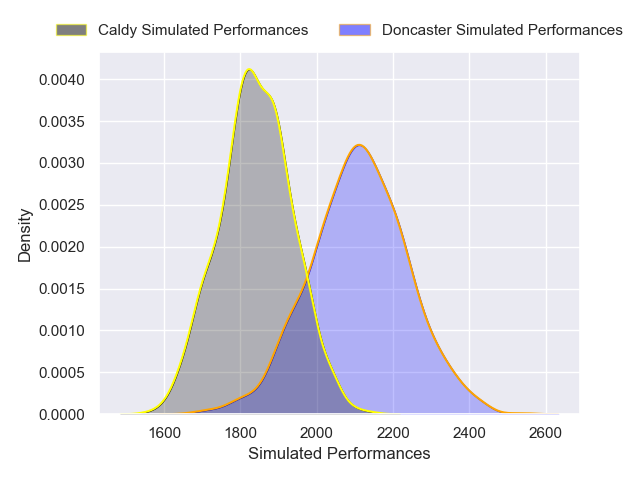 Caldy Simulated Performances
Doncaster Simulated Performances
Density
0.0040
0.0035
0.0030
0.0025
0.0020
0.0015
0.0010
0.0005
0.0000
1600 1800 2000 2200 2400 2600
Simulated Performances